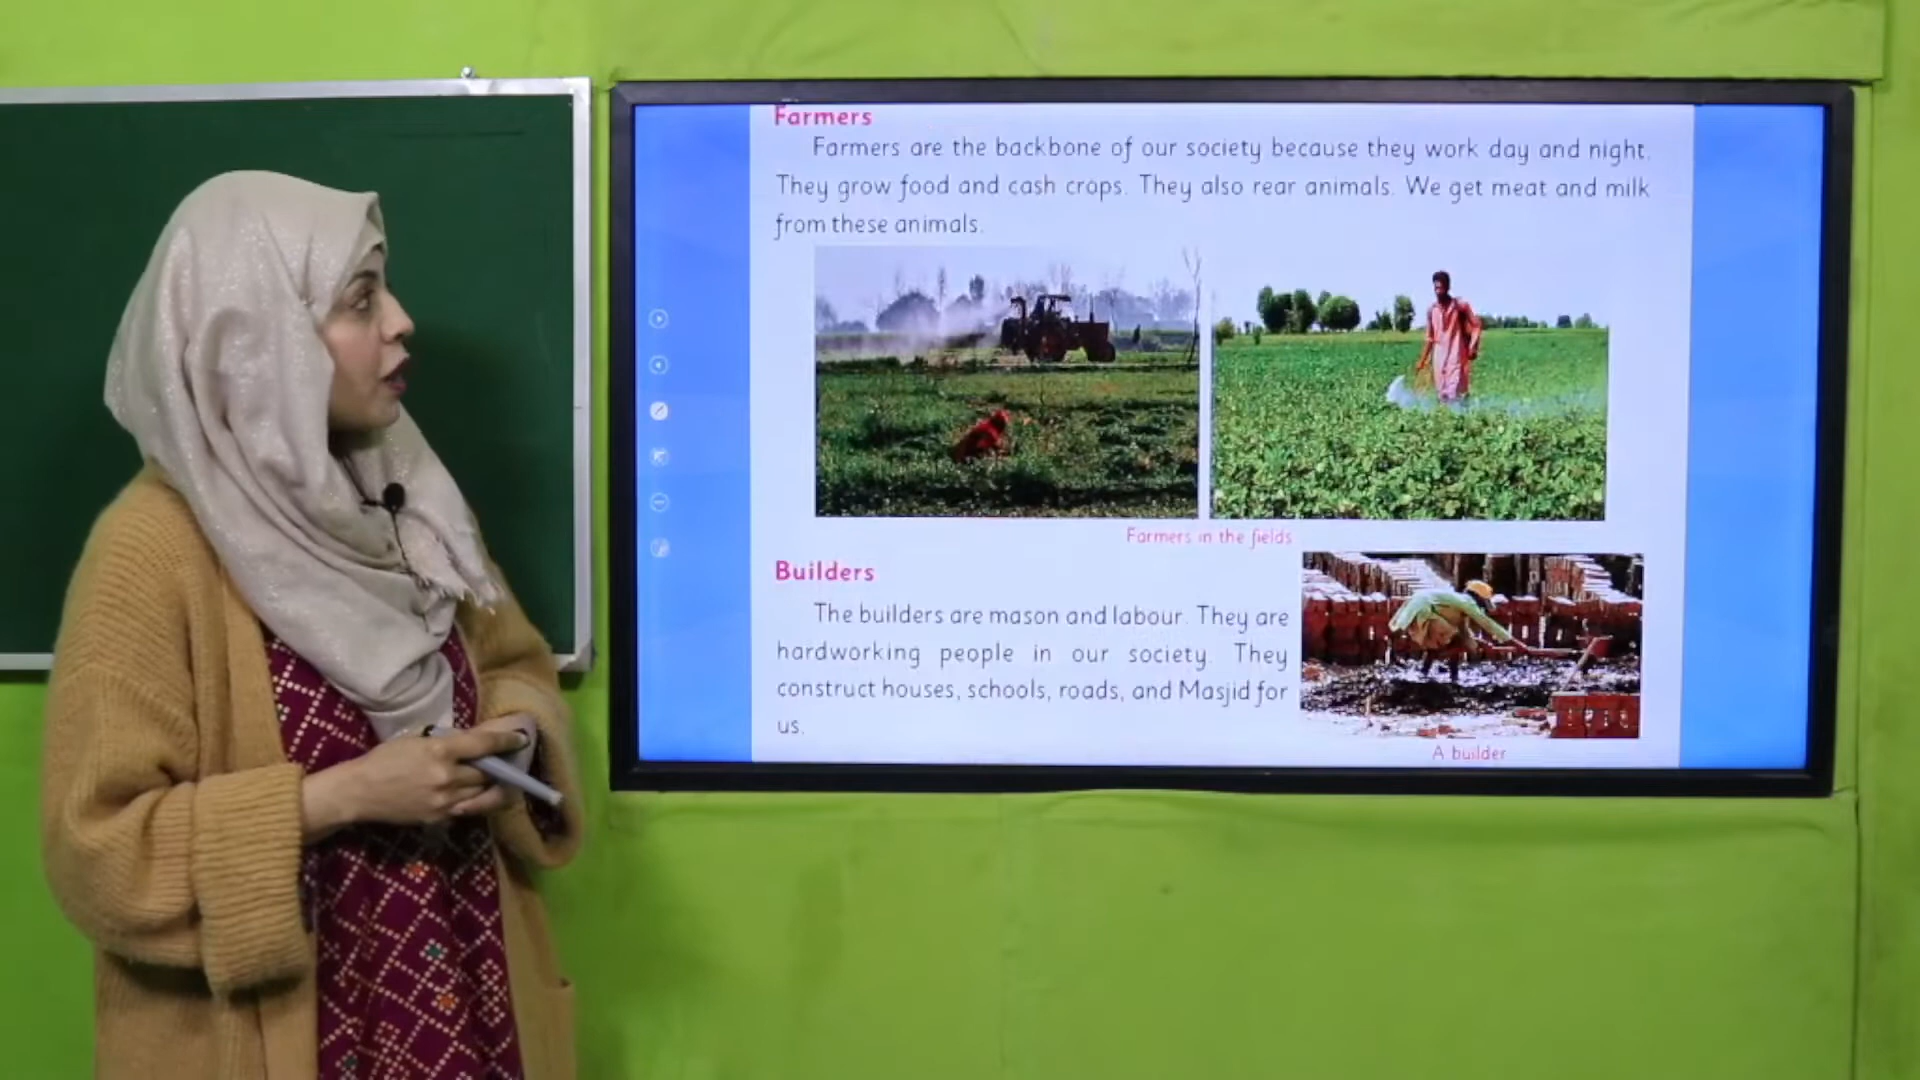 Farmers
Farmers are the backbone of our society because they work day and night.
They grow food and cash crops. They also rear animals. We get meat and milk
from these animals.
Farmers in the fields
Builders
The builders are mason and labour. They are
hardworking people in our society. They
construct houses, schools, roads, and Masjid for
us.
A builder